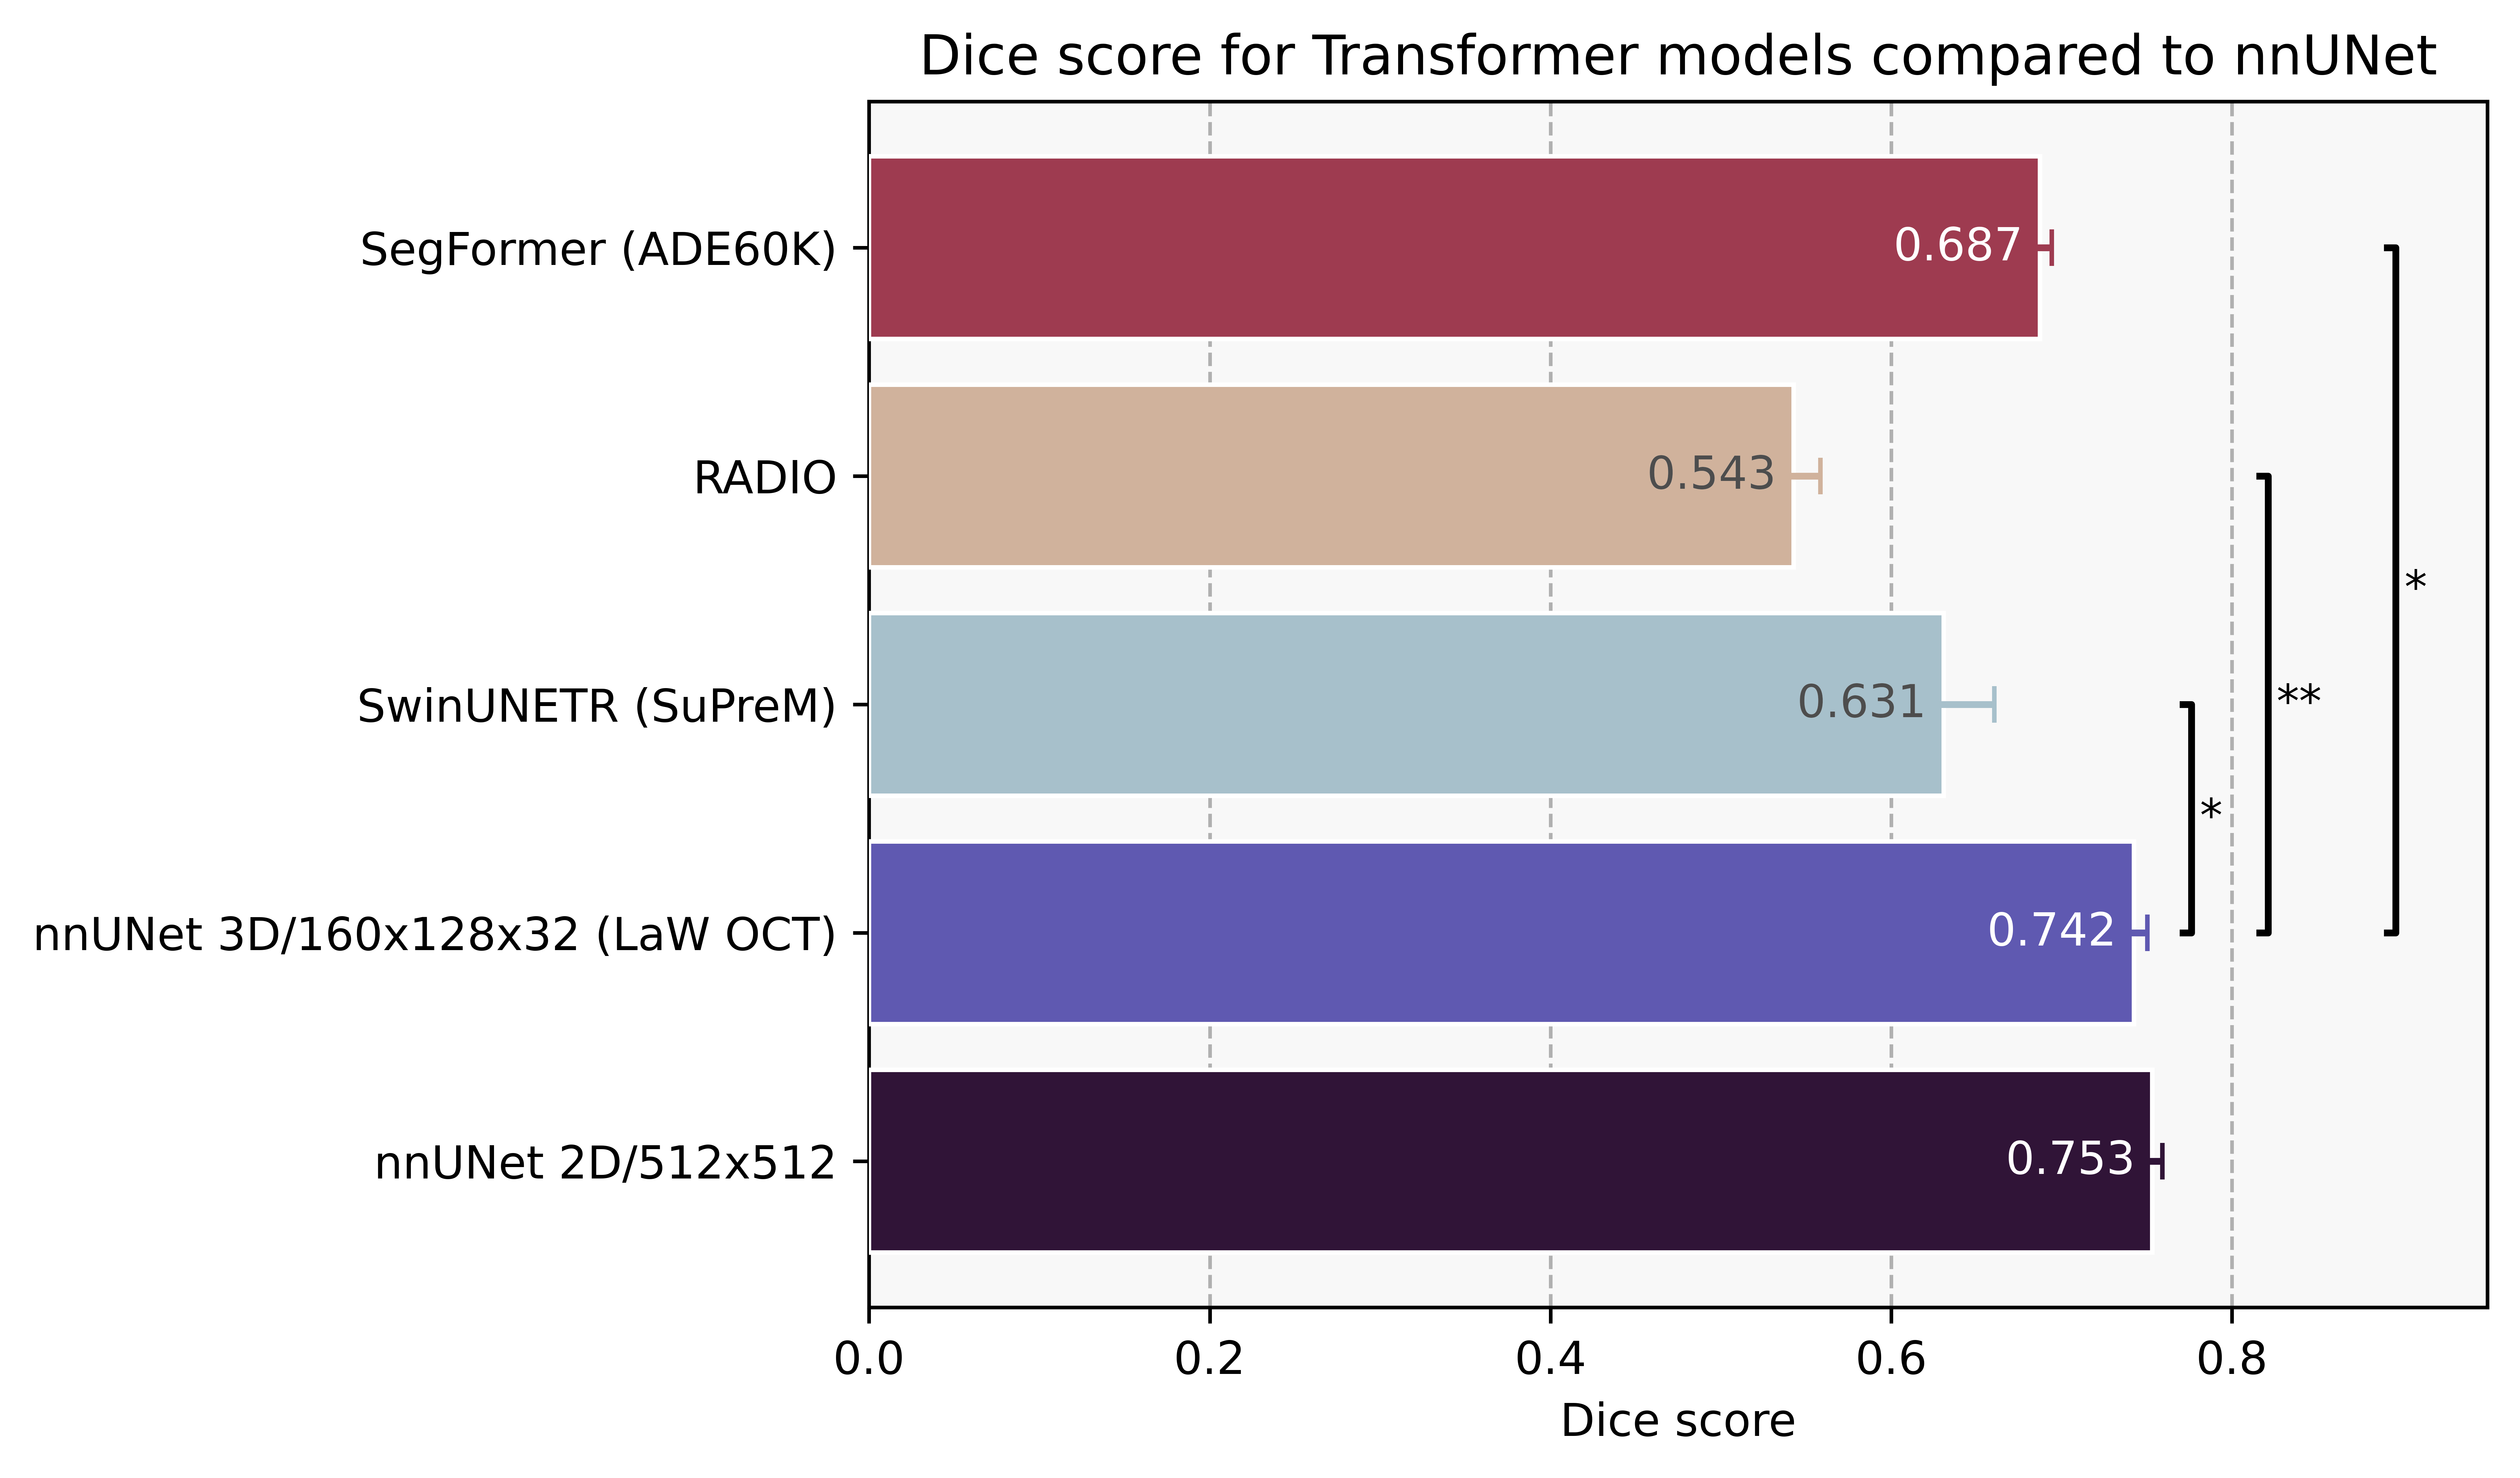 Dice score for Transformer models compared to nnUNet
SegFormer (ADE60K)
0.687
RADIO
0.543
*
SwinUNETR (SuPreM)
0.631
**
*
nnUNet 3D/160x128x32 (LaW OCT)
0.742
nnUNet 2D/512x512
0.753
0.0 0.2 0.4 0.6 0.8
Dice score